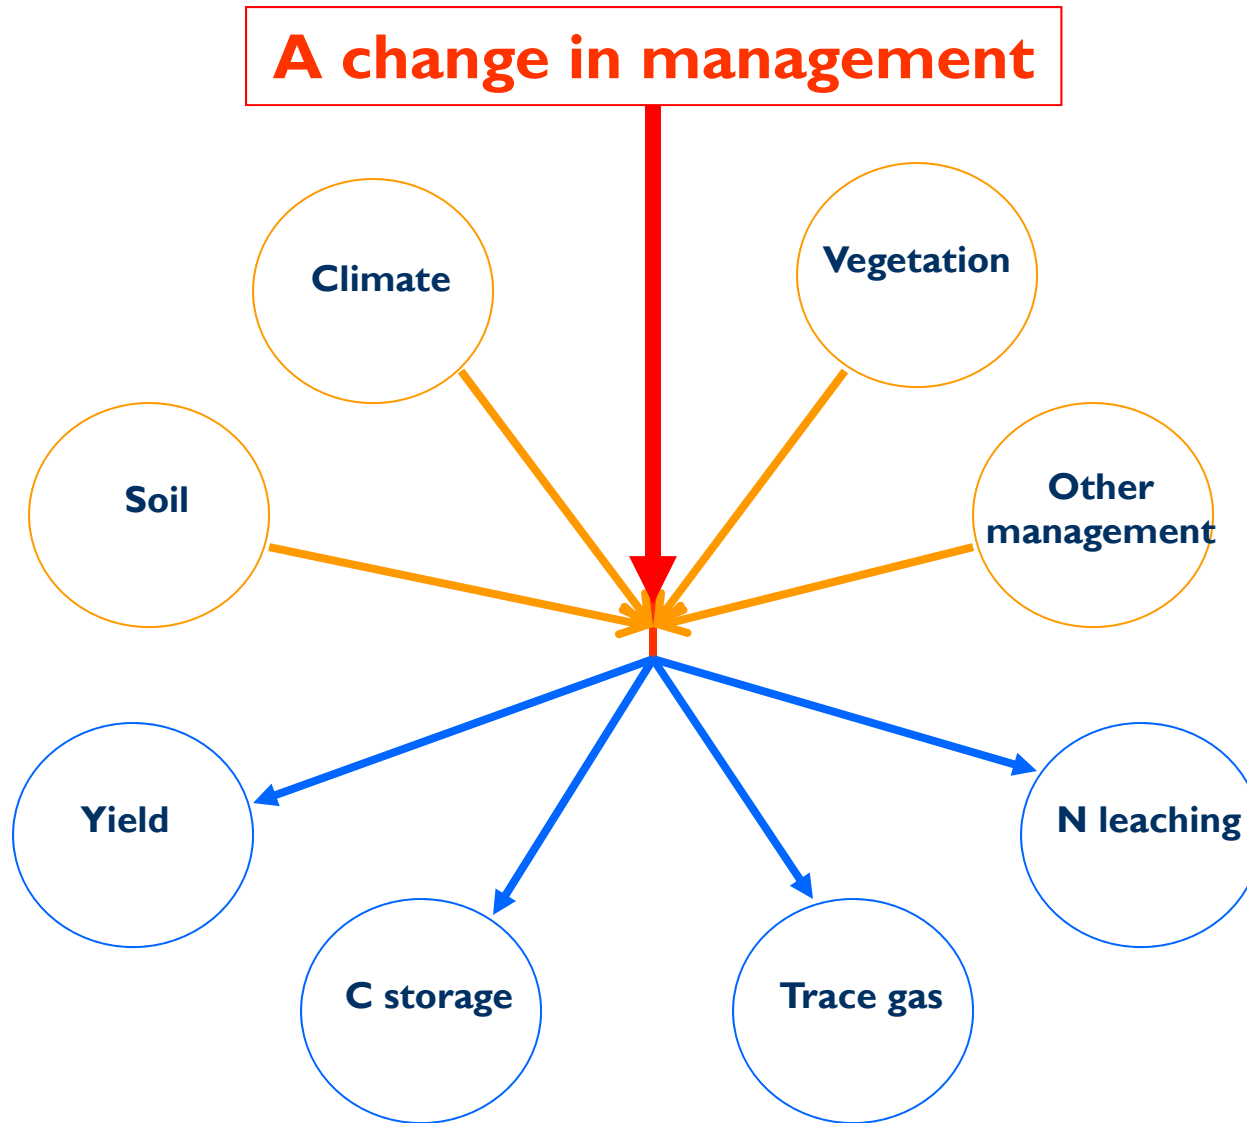 A change in management
Climate
Vegetation
Soil
Other
management
Yield
N leaching
C storage
Trace gas